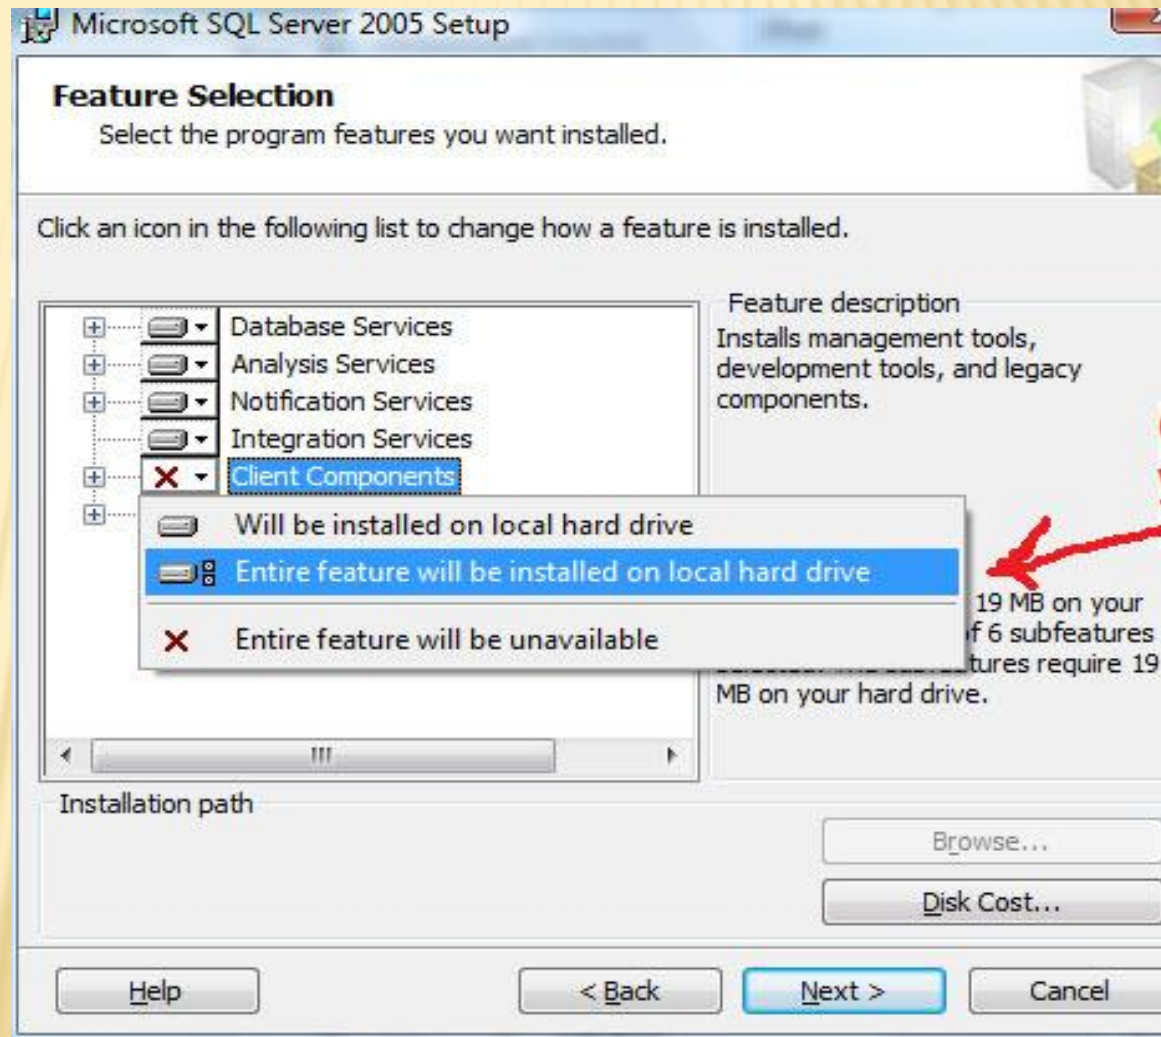 Microsoft SQL Server 2005 Setup
Feature Selection
Select the program features you want installed.
Click an icon in the following list to change how a feature is installed.
Database Services
Analysis Services
Notification Services
Integration Services
Client Components
Will be installed on local hard drive
Entire feature will be installed on local hard drive
Entire feature will be unavailable
Feature description
Installs management tools,
development tools, and legacy
components.
19 MB on your
of 6 subfeatures
require 19
MB on your hard drive.
Installation path
Browse...
Disk Cost...
Help
< Back
Next >
Cancel